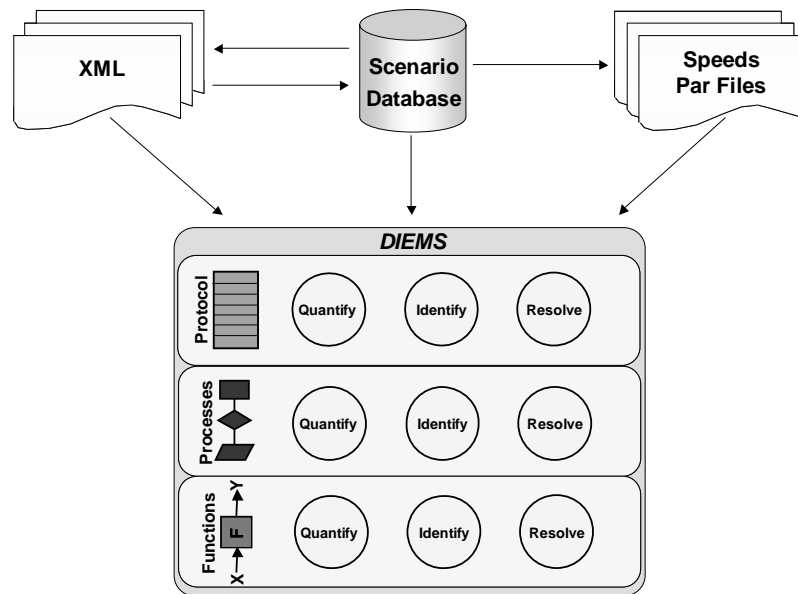 XML
Scenario
Database
Speeds
Par Files
DIEMS
Protocol
Quantify
Identify
Resolve
Processes
Quantify
Identify
Resolve
Functions
X
F
Y
Quantify
Identify
Resolve